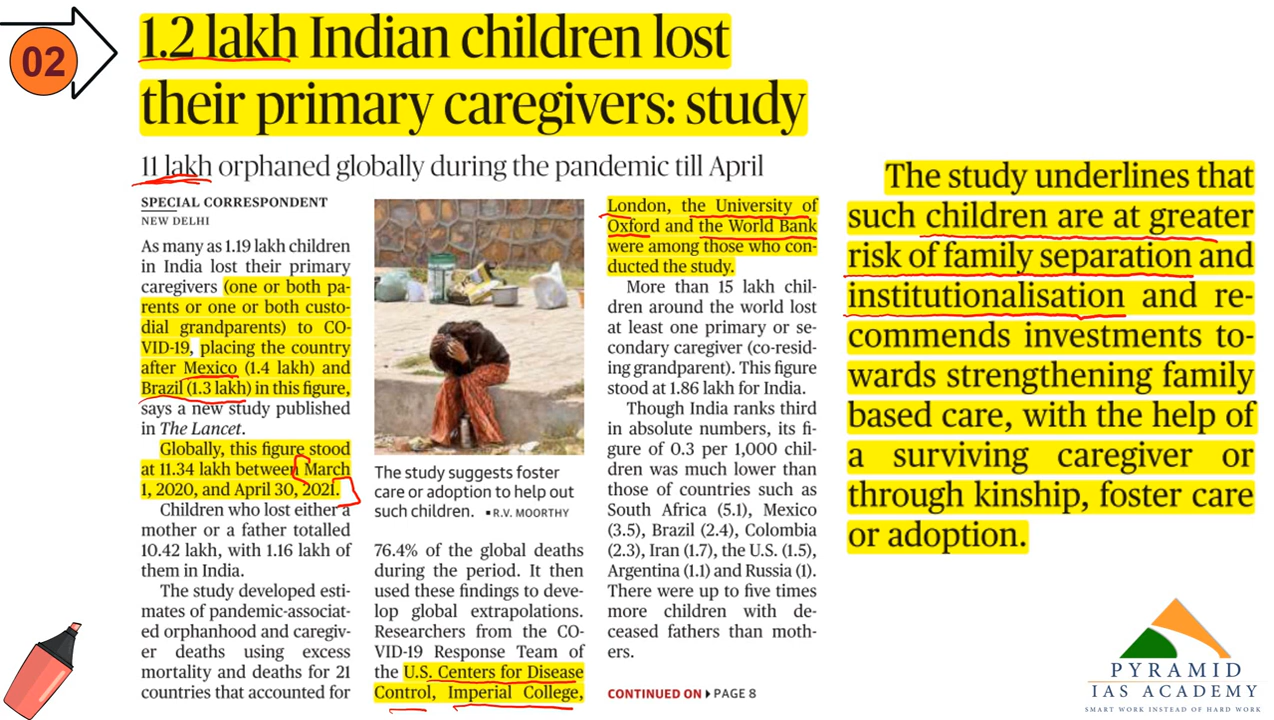 02
1.2 lakh Indian children lost
their primary caregivers: study
11 lakh orphaned globally during the pandemic till April
SPECIAL CORRESPONDENT
NEW DELHI
As many as 1.19 lakh children
in India lost their primary
caregivers (one or both pa-
rents or one or both custo-
dial grandparents) to CO-
VID-19, placing the country
after Mexico (1.4 lakh) and
Brazil (1.3 lakh) in this figure,
says a new study published
in The Lancet.
Globally, this figure stood
at 11.34 lakh between March
1, 2020, and April 30, 2021.
Children who lost either a
mother or a father totalled
10.42 lakh, with 1.16 lakh of
them in India.
The study developed esti-
mates of pandemic-associat-
ed orphanhood and caregiv-
er deaths using excess
mortality and deaths for 21
countries that accounted for
The study suggests foster
care or adoption to help out
such children. ▪ R.V. MOORTHY
76.4% of the global deaths
during the period. It then
used these findings to deve-
lop global extrapolations.
Researchers from the CO-
VID-19 Response Team of
the U.S. Centers for Disease
Control, Imperial College,
London, the University of
Oxford and the World Bank
were among those who con-
ducted the study.
More than 15 lakh chil-
dren around the world lost
at least one primary or se-
condary caregiver (co-resid-
ing grandparent). This figure
stood at 1.86 lakh for India.
Though India ranks third
in absolute numbers, its fi-
gure of 0.3 per 1,000 chil-
dren was much lower than
those of countries such as
South Africa (5.1), Mexico
(3.5), Brazil (2.4), Colombia
(2.3), Iran (1.7), the U.S. (1.5),
Argentina (1.1) and Russia (1).
There were up to five times
more children with de-
ceased fathers than moth-
ers.
CONTINUED ON ▸ PAGE 8
The study underlines that
such children are at greater
risk of family separation and
institutionalisation and re-
commends investments to-
wards strengthening family
based care, with the help of
a surviving caregiver or
through kinship, foster care
or adoption.
PYRAMID
IAS ACADEMY
SMART WORK INSTEAD OF HARD WORK